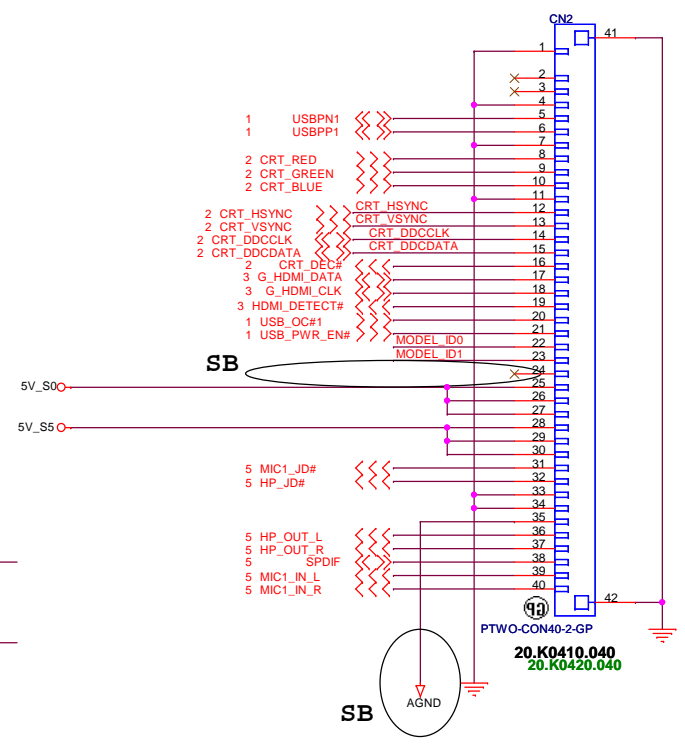 CN2
41
1
2
3
4
1 USBPN1 5
1 USBPP1 6
7
2 CRT_RED 8
2 CRT_GREEN 9
2 CRT_BLUE 10
11
2 CRT_HSYNC CRT_HSYNC 12
2 CRT_VSYNC CRT_VSYNC 13
2 CRT_DDCCLK CRT_DDCCLK 14
2 CRT_DDCDATA CRT_DDCDATA 15
2 CRT_DEC# 16
3 G_HDMI_DATA 17
3 G_HDMI_CLK 18
3 HDMI_DETECT# 19
1 USB_OC#1 20
1 USB_PWR_EN# 21
MODEL_ID0 22
MODEL_ID1 23
SB 24
5V_S0 25
26
27
5V_S5 28
29
30
5 MIC1_JD# 31
5 HP_JD# 32
33
34
35
5 HP_OUT_L 36
5 HP_OUT_R 37
5 SPDIF 38
5 MIC1_IN_L 39
5 MIC1_IN_R 40
GP
42
PTWO-CON40-2-GP
20.K0410.040
20.K0420.040
AGND
SB